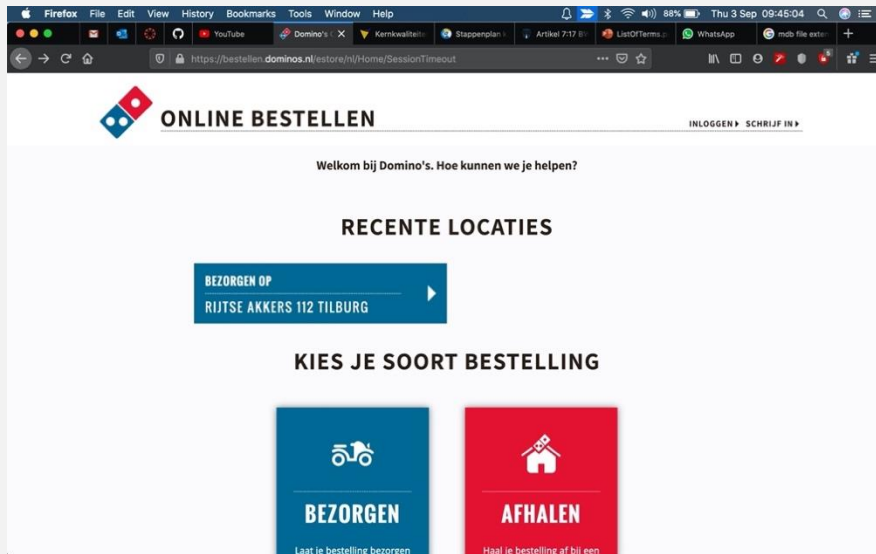 Firefox File Edit View History Bookmarks Tools Window Help 88% Thu 3 Sep 09:45:04
YouTube Domino's Kernkwaliteite Stappenplan Artikel 7:17 BW ListOfTerms.p WhatsApp mdb file exten
https://bestellen.dominos.nl/estore/nl/Home/SessionTimeout
ONLINE BESTELLEN
INLOGGEN SCHRIJF IN
Welkom bij Domino's. Hoe kunnen we je helpen?
RECENTE LOCATIES
BEZORGEN OP
RIJTSE AKKERS 112 TILBURG
KIES JE SOORT BESTELLING
BEZORGEN
Laat je bestelling bezorgen
AFHALEN
Haal je bestelling af bij een